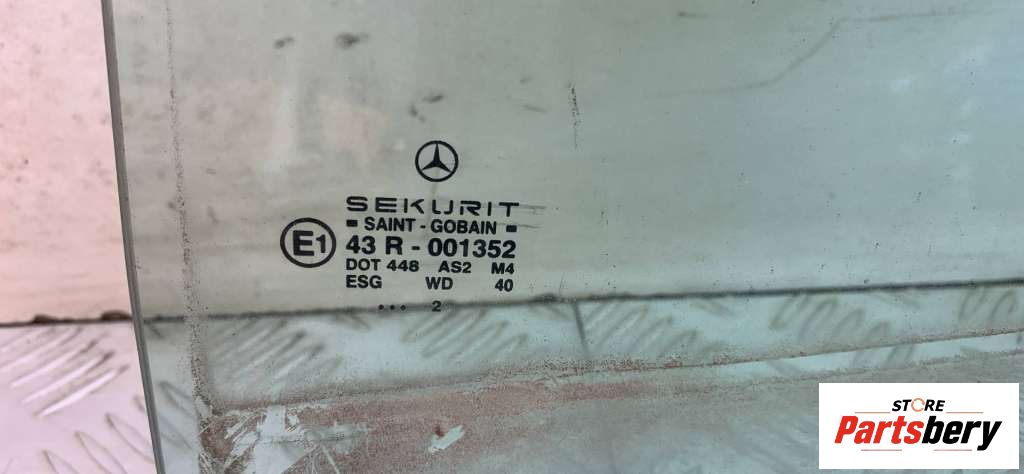 SEKURIT
SAINT - GOBAIN
E1
43 R - 001352
DOT 448 AS2 M4
ESG WD 40
... 2
STORE
Partsbery